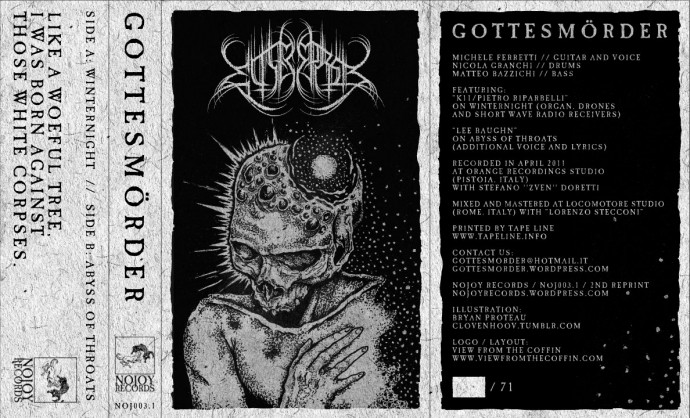 LIKE A WOEFUL TREE,
I WAS BORN AGAINST
THOSE WHITE CORPSES.
NOJOY
RECORDS
SIDE A: WINTERNIGHT // SIDE B: ABYSS OF THROATS
GOTTESMÖRDER
NOJOY
RECORDS
NOJ003.1
GOTTESMÖRDER
MICHELE FERRETTI // GUITAR AND VOICE
NICOLA GRANCHI // DRUMS
MATTEO BAZZICHI // BASS
FEATURING:
"K11/PIETRO RIPARBELLI"
ON WINTERNIGHT (ORGAN, DRONES
AND SHORT WAVE RADIO RECEIVERS)
"LEE BAUGHN"
ON ABYSS OF THROATS
(ADDITIONAL VOICE AND LYRICS)
RECORDED IN APRIL 2011
AT ORANGE RECORDINGS STUDIO
(PISTOIA, ITALY)
WITH STEFANO "ZVEN" DORETTI
MIXED AND MASTERED AT LOCOMOTORE STUDIO
(ROME, ITALY) WITH "LORENZO STECCONI"
PRINTED BY TAPE LINE
WWW.TAPELINE.INFO
CONTACT US:
GOTTESMORDER@HOTMAIL.IT
GOTTESMORDER.WORDPRESS.COM
NOJOY RECORDS / NOJ003.1 / 2ND REPRINT
NOJOYRECORDS.WORDPRESS.COM
ILLUSTRATION:
BRYAN PROTEAU
CLOVENHOOV.TUMBLR.COM
LOGO / LAYOUT:
VIEW FROM THE COFFIN
WWW.VIEWFROMTHECOFFIN.COM
/ 71